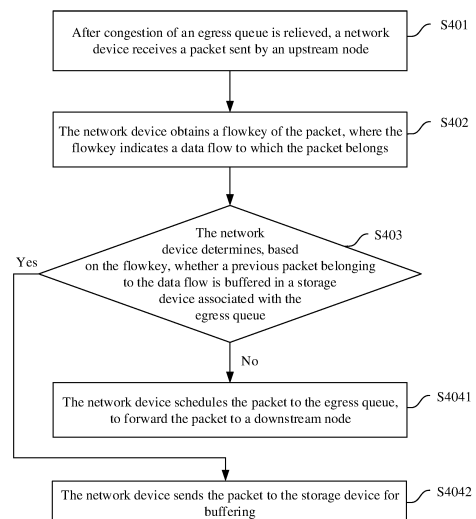 After congestion of an egress queue is relieved, a network
device receives a packet sent by an upstream node
S401
The network device obtains a flowkey of the packet, where the
flowkey indicates a data flow to which the packet belongs
S402
The network
device determines, based
on the flowkey, whether a previous packet belonging
to the data flow is buffered in a storage
device associated with the
egress queue
S403
Yes
No
The network device schedules the packet to the egress queue,
to forward the packet to a downstream node
S4041
The network device sends the packet to the storage device for
buffering
S4042